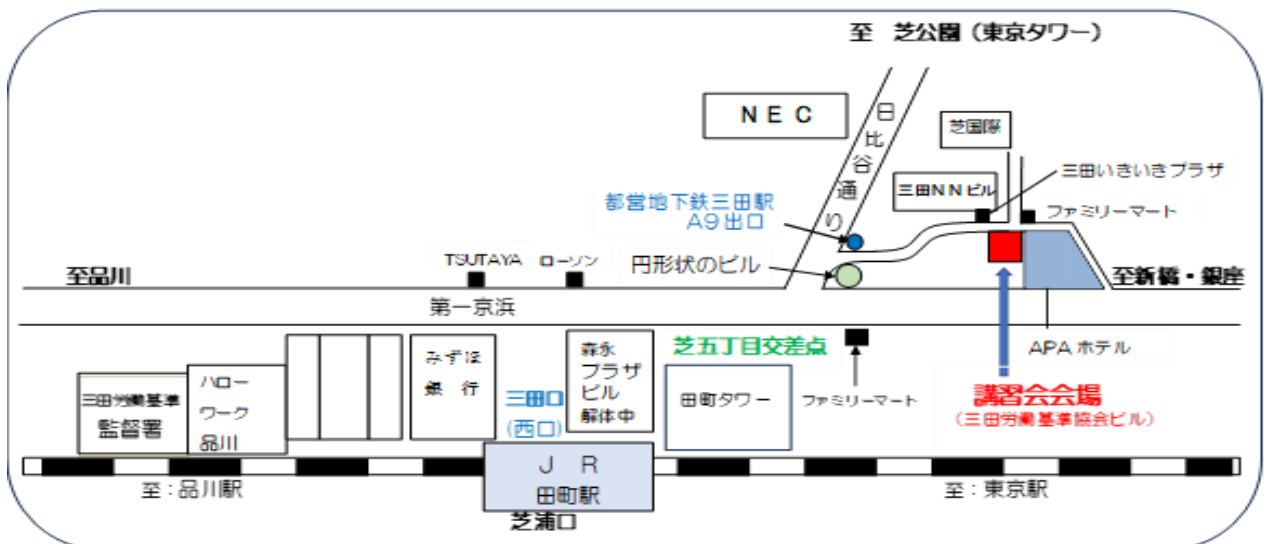 至 芝公園(東京タワー)
NEC
日比谷通り
芝国際
三田いきいきプラザ
三田NNビル
都営地下鉄三田駅
A9出口
ファミリーマート
TSUTAYA
ローソン
円形状のビル
至品川
至新橋・銀座
第一京浜
芝五丁目交差点
APAホテル
みずほ
銀 行
森永
プラザ
ビル
解体中
ハロー
ワーク
品川
三田労働基準
監督署
三田口
(西口)
田町タワー
ファミリーマート
講習会会場
(三田労働基準協会ビル)
J R
田町駅
至:品川駅
至:東京駅
芝浦口